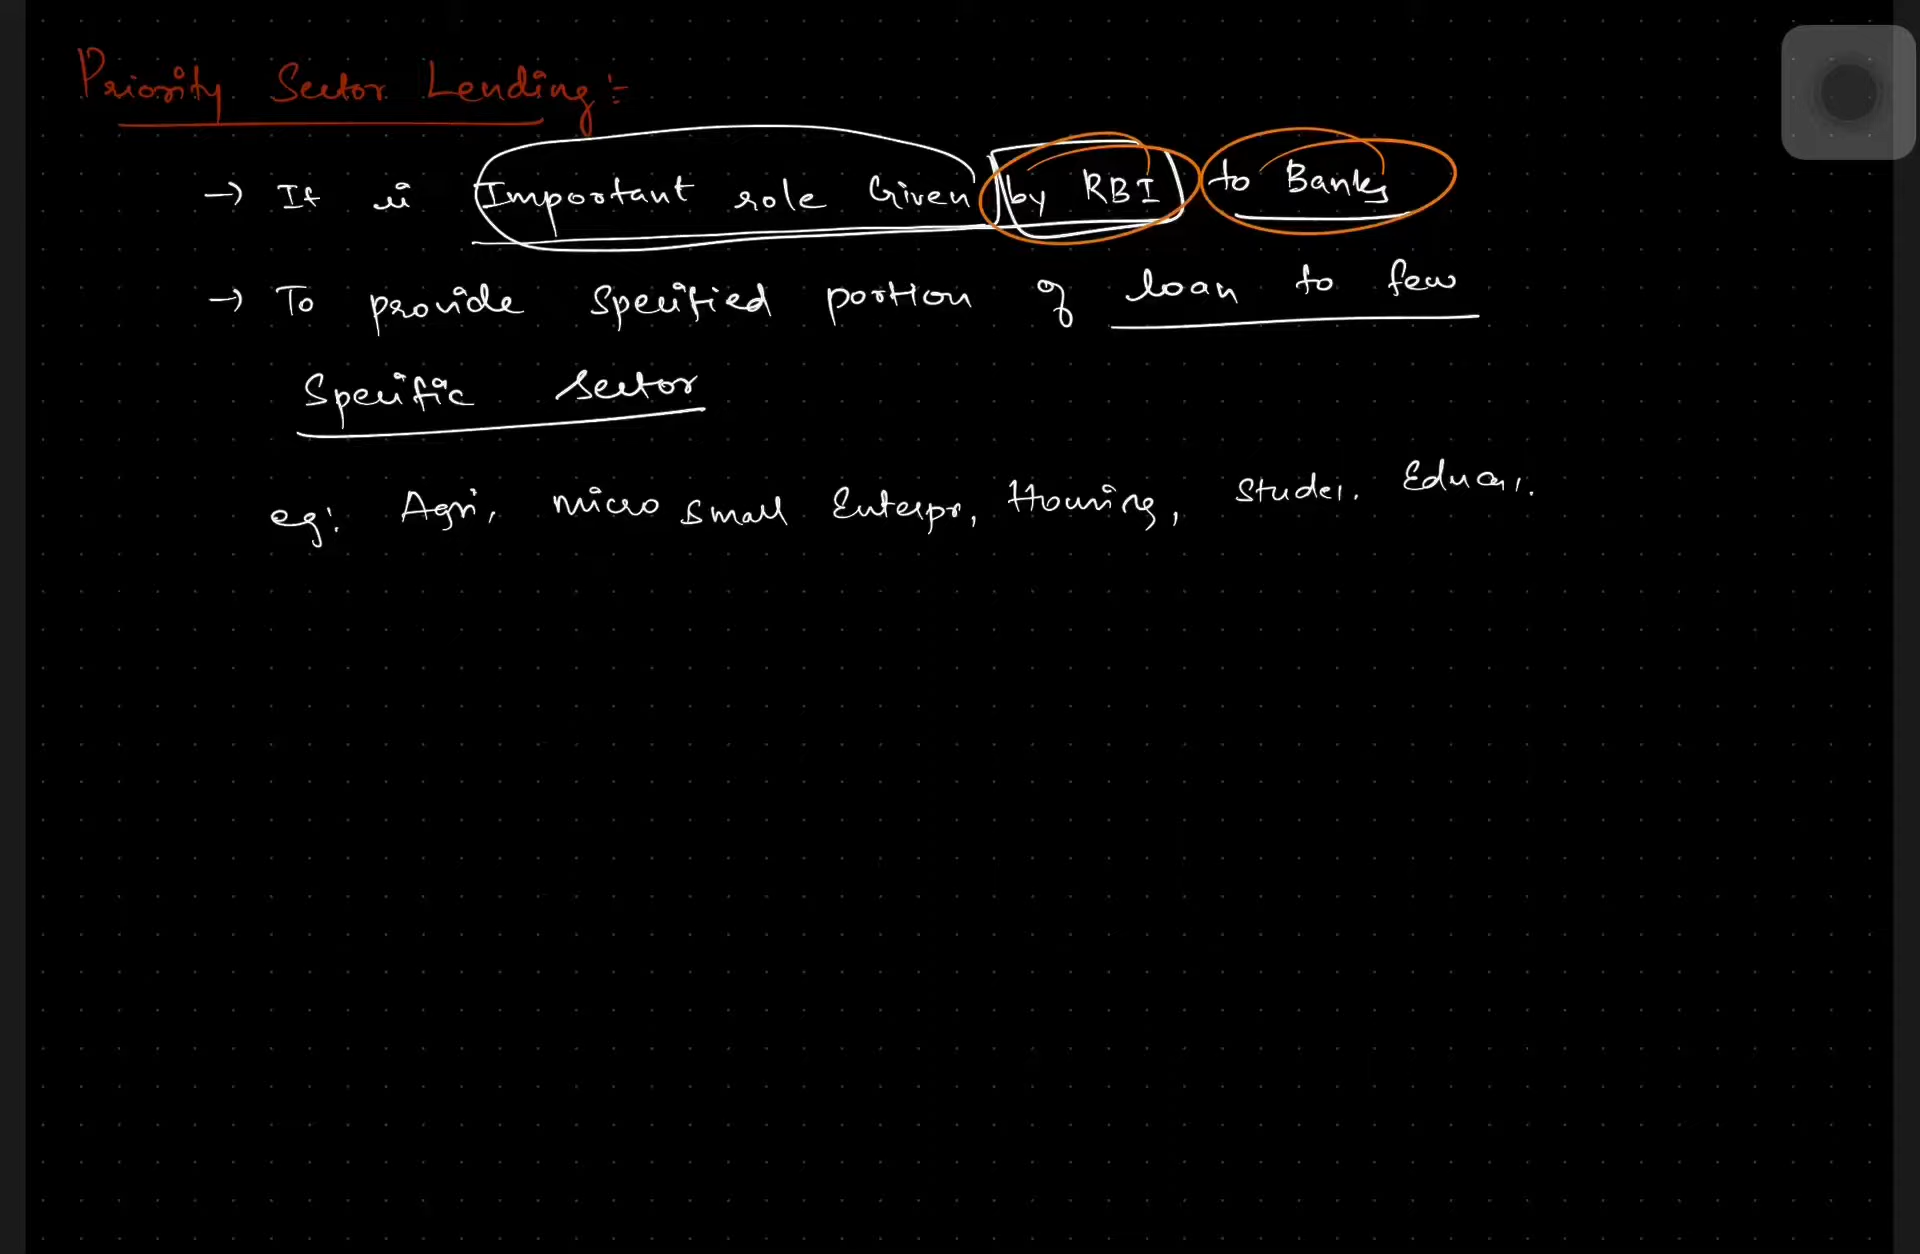 Priority Sector Lending :-
→ It is Important role Given by RBI to Banks
→ To provide Specified portion of loan to few
Specific sector
eg: Agri, micro small Enterpr, Housing, Studer. Educa,.